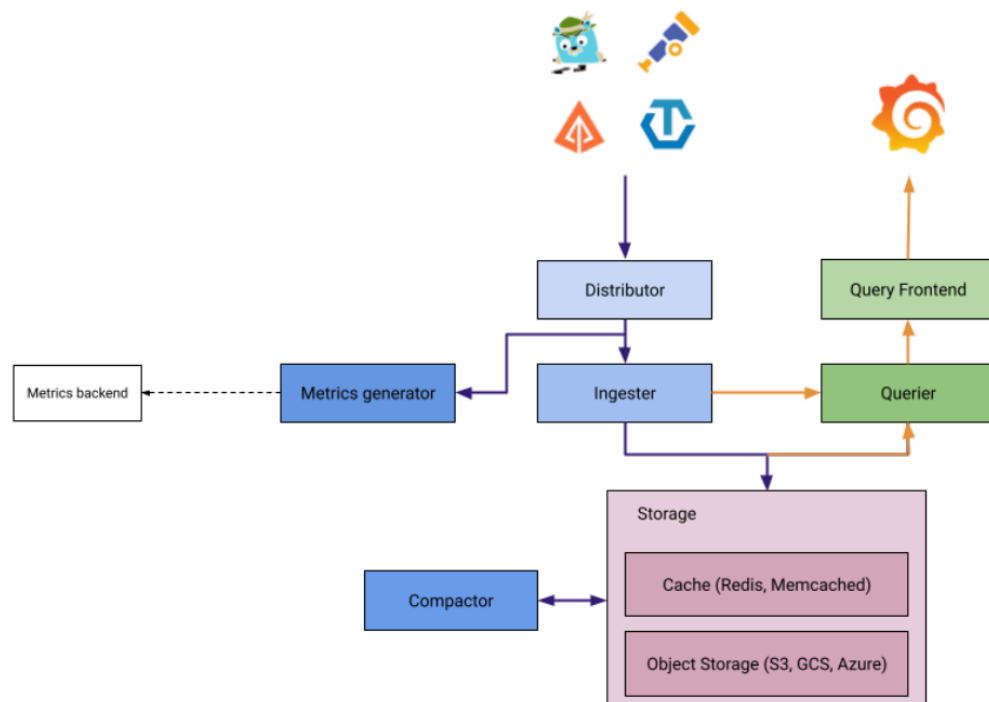 Distributor
Query Frontend
Metrics backend
Metrics generator
Ingester
Querier
Storage
Cache (Redis, Memcached)
Compactor
Object Storage (S3, GCS, Azure)